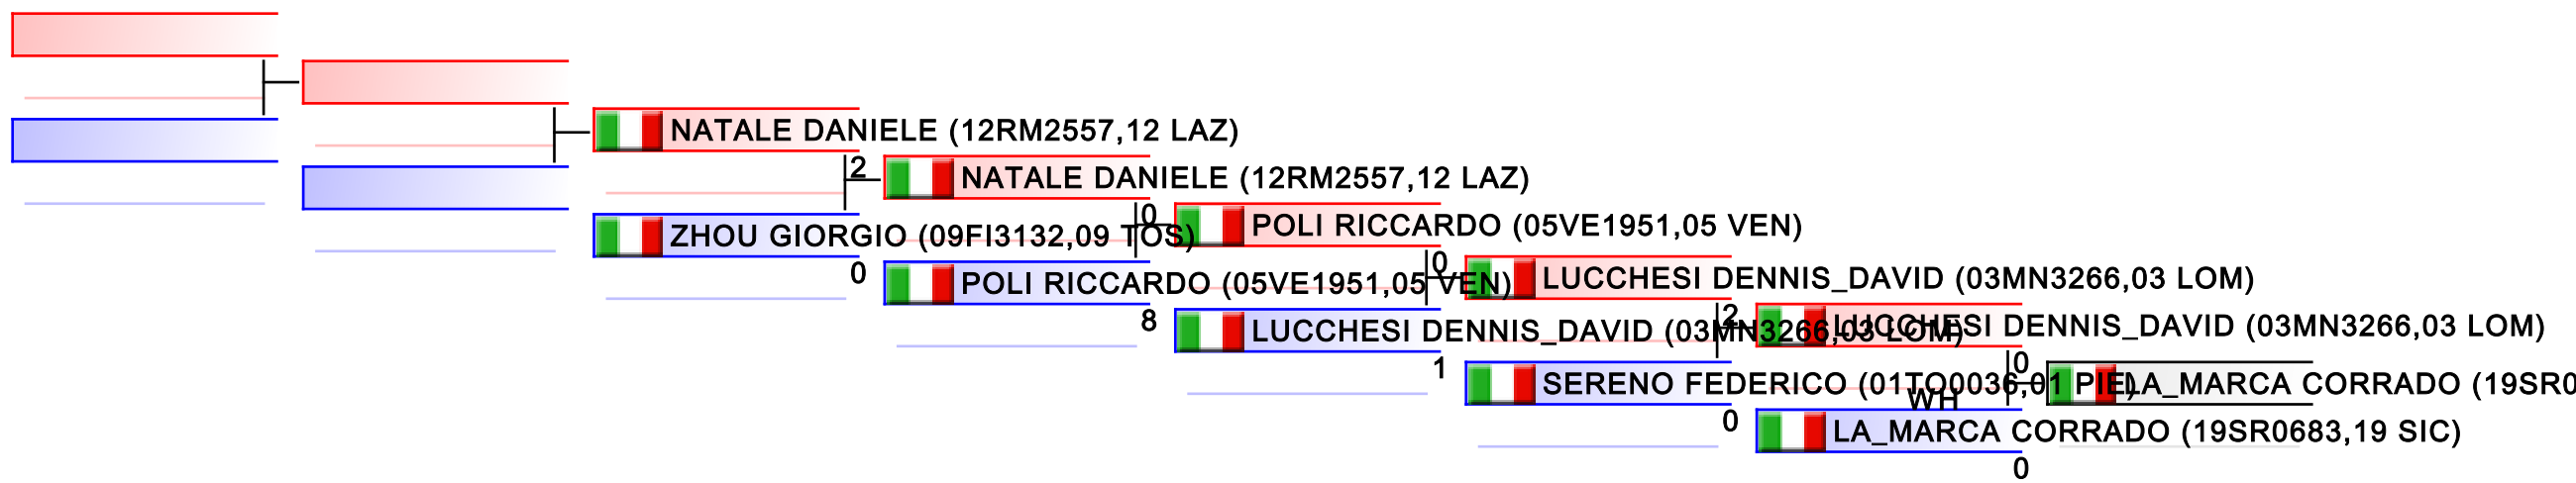 NATALE DANIELE (12RM2557,12 LAZ)
2
NATALE DANIELE (12RM2557,12 LAZ)
0
POLI RICCARDO (05VE1951,05 VEN)
ZHOU GIORGIO (09FI3132,09 TOS)
0
0
LUCCHESI DENNIS_DAVID (03MN3266,03 LOM)
POLI RICCARDO (05VE1951,05 VEN)
8
2
LUCCHESI DENNIS_DAVID (03MN3266,03 LOM)
LUCCHESI DENNIS_DAVID (03MN3266,03 LOM)
1
0
SERENO FEDERICO (01TO0036,01 PIE)
LA_MARCA CORRADO (19SR0
WH
0
LA_MARCA CORRADO (19SR0683,19 SIC)
0